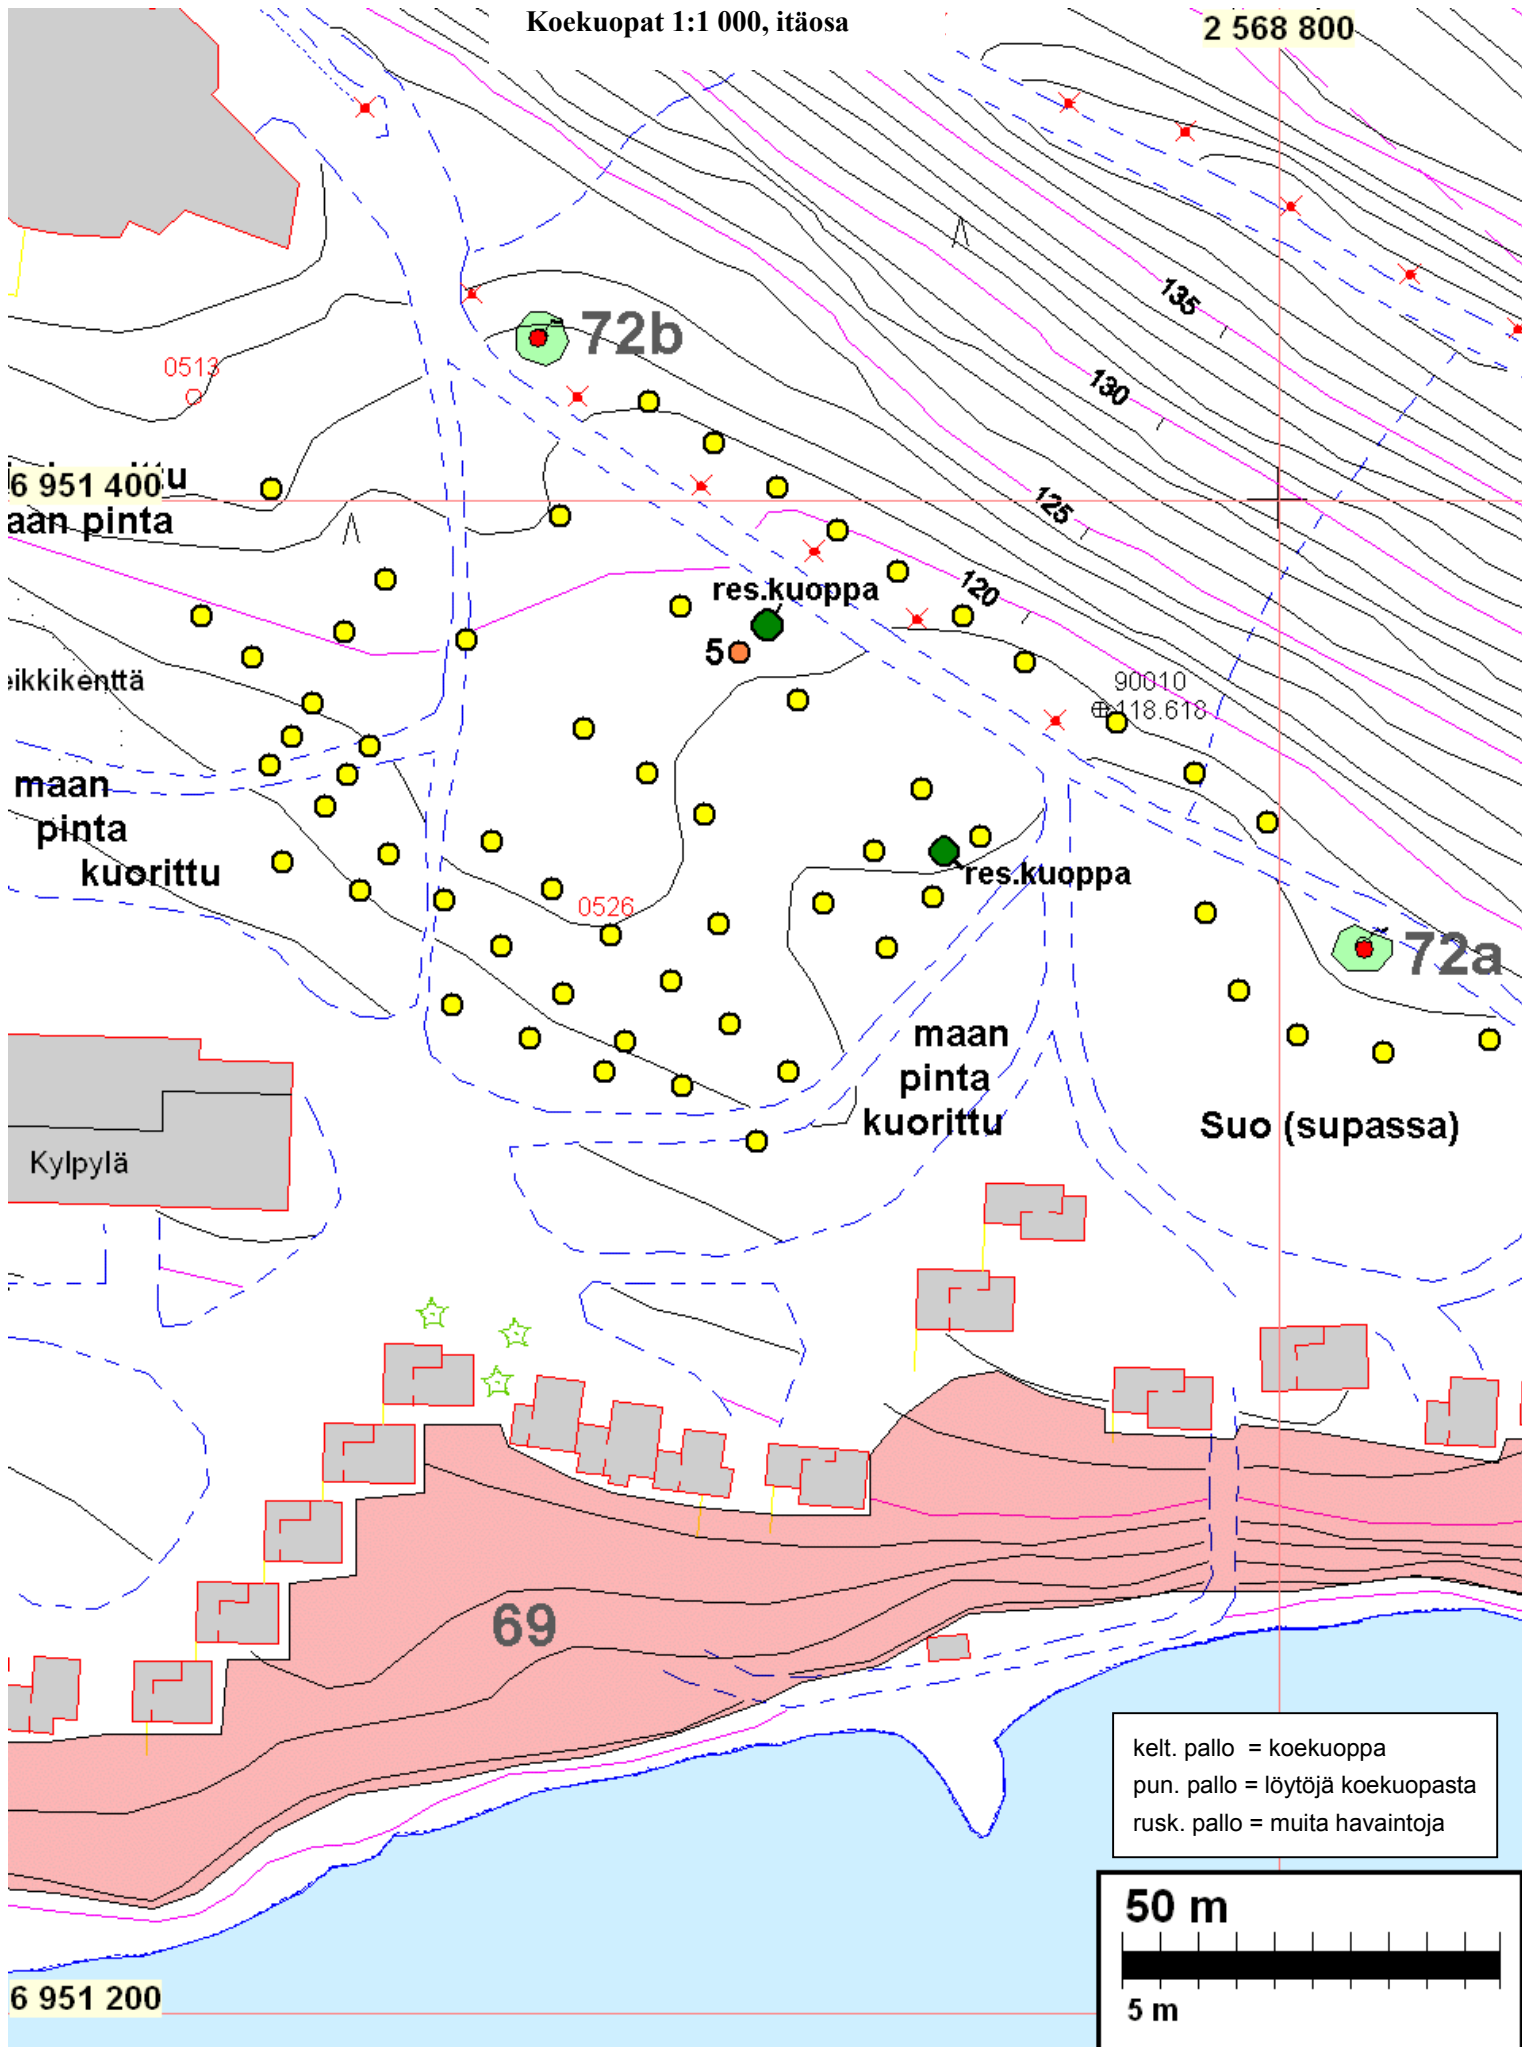 Koekuopat 1:1 000, itäosa
2 568 800
135
72b
0513
130
6 951 400
125
aan pinta
res.kuoppa
120
5
eikkikenttä
90010
118.618
maan
pinta
kuorittu
res.kuoppa
0526
72a
maan
pinta
kuorittu
Suo (supassa)
Kylpylä
69
kelt. pallo = koekuoppa
pun. pallo = löytöjä koekuopasta
rusk. pallo = muita havaintoja
50 m
5 m
6 951 200